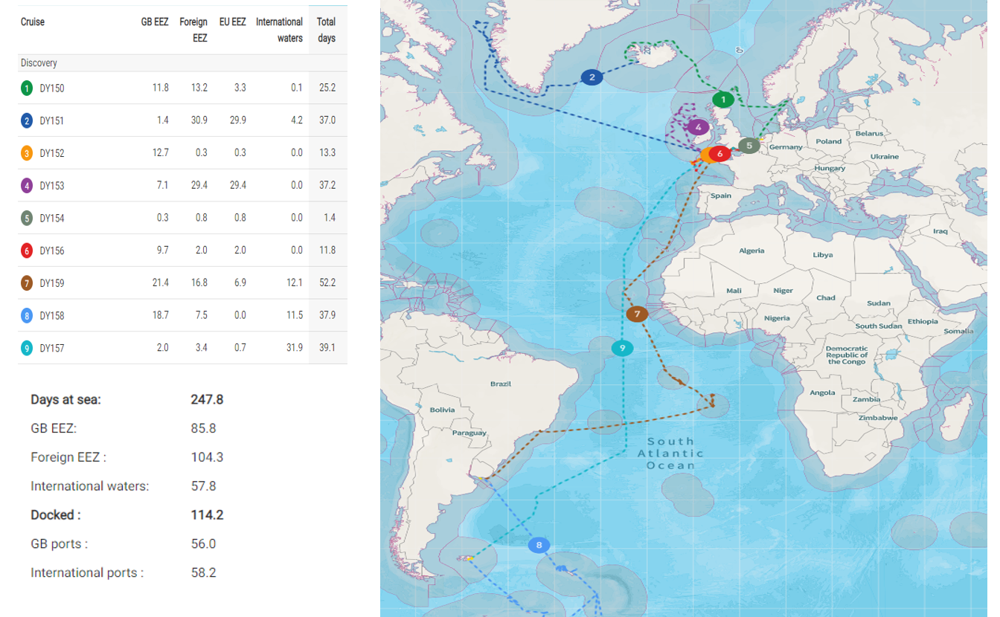 Cruise GB EEZ Foreign EEZ EU EEZ International waters Total days
Discovery
1 DY150 11.8 13.2 3.3 0.1 25.2
2 DY151 1.4 30.9 29.9 4.2 37.0
3 DY152 12.7 0.3 0.3 0.0 13.3
4 DY153 7.1 29.4 29.4 0.0 37.2
5 DY154 0.3 0.8 0.8 0.0 1.4
6 DY156 9.7 2.0 2.0 0.0 11.8
7 DY159 21.4 16.8 6.9 12.1 52.2
8 DY158 18.7 7.5 0.0 11.5 37.9
9 DY157 2.0 3.4 0.7 31.9 39.1
Days at sea: 247.8
GB EEZ: 85.8
Foreign EEZ : 104.3
International waters: 57.8
Docked : 114.2
GB ports : 56.0
International ports : 58.2
2
1
4
5
6
Germany
Poland
Belarus
Ukraine
Hungary
Spain
Algeria
Libya
Iraq
Mali
Niger
Chad
Sudan
Nigeria
South Sudan
Ethiopia
Somalia
7
9
Democratic
Republic of
the Congo
Brazil
Angola
Zambia
Bolivia
Zimbabwe
Paraguay
South
Atlantic
Ocean
8